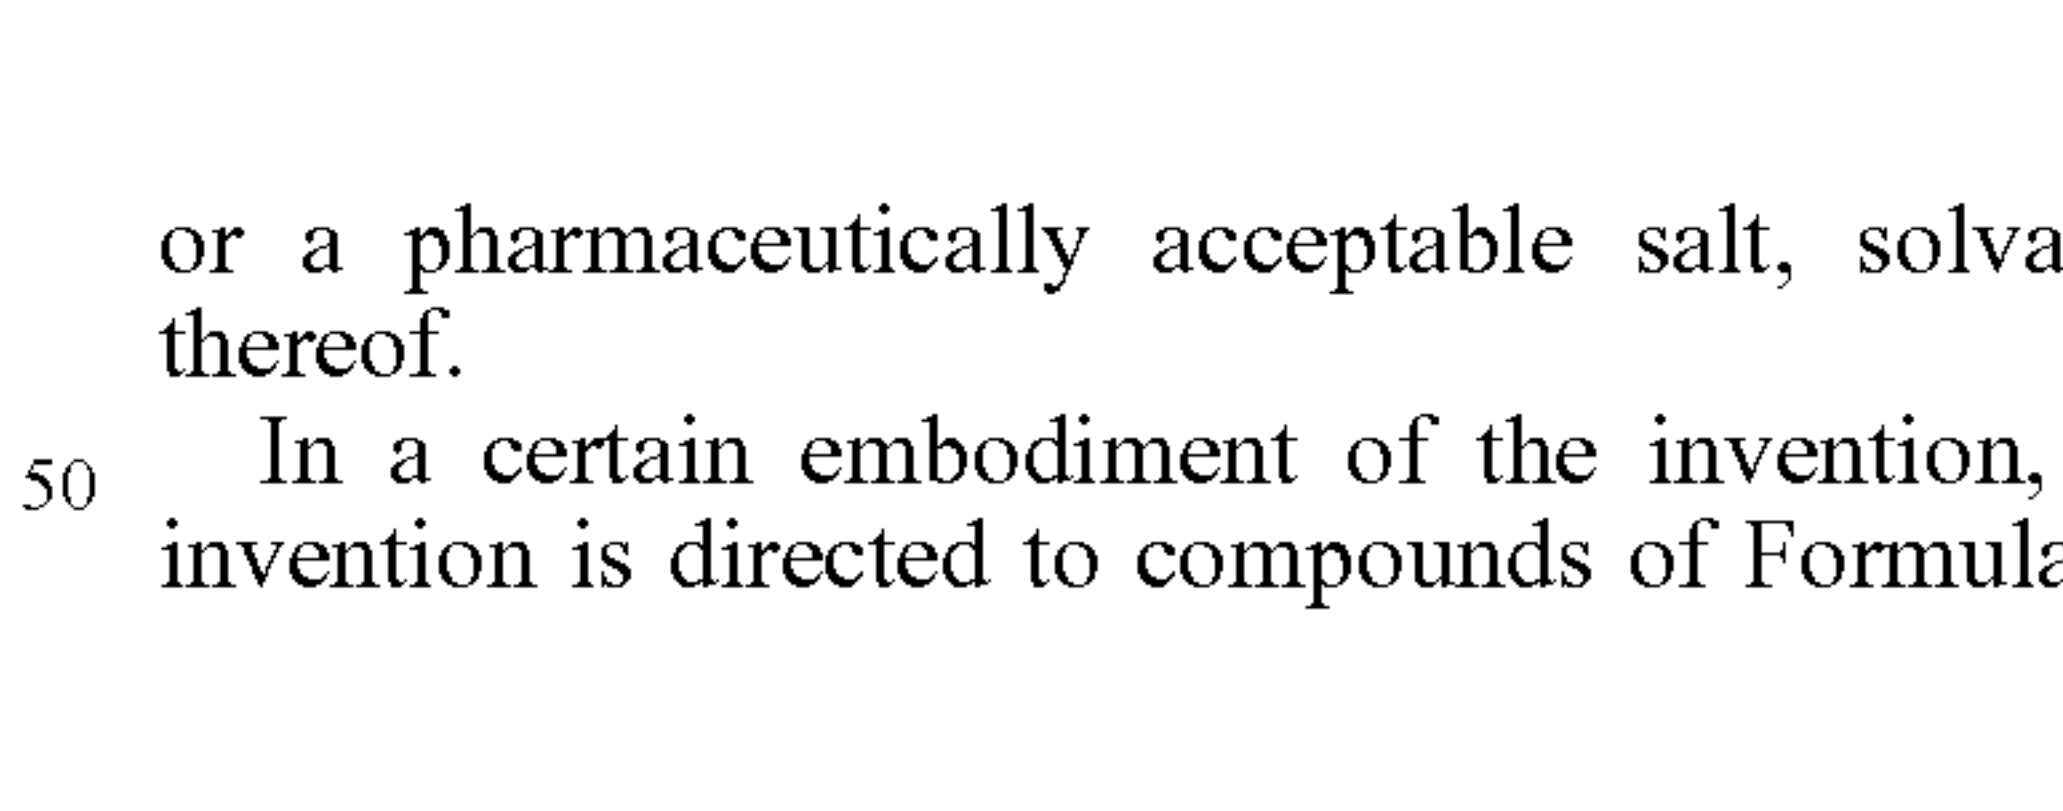 or a pharmaceutically acceptable salt, solva
thereof.
In a certain embodiment of the invention,
50
invention is directed to compounds of Formula